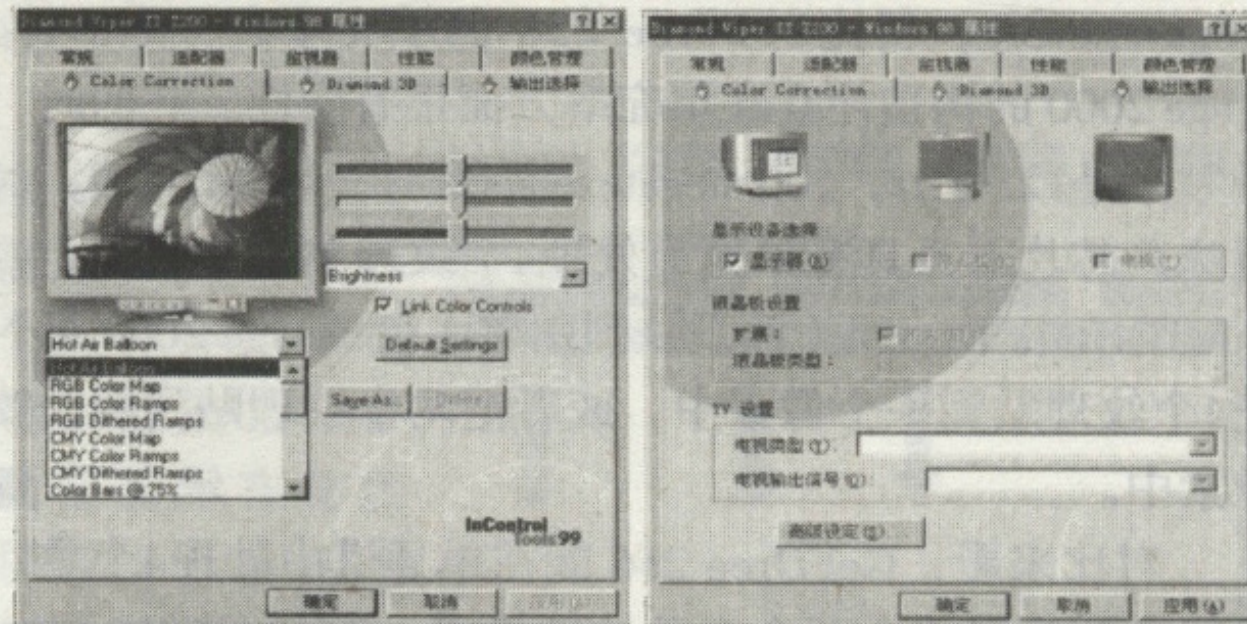 Diamond Viper II Z200 - Windows 98 属性
常规 适配器 监视器 性能 颜色管理
Color Correction Diamond 3D 输出选择
Brightness
Link Color Controls
Hot Air Balloon
Default Settings
Hot Air Balloon
RGB Color Map
RGB Color Ramps
RGB Dithered Ramps
CMY Color Map
CMY Color Ramps
CMY Dithered Ramps
Color Bars @ 75%
Save As... Delete
InControl
Tools 99
确定 取消 应用(A)
Diamond Viper II Z200 - Windows 98 属性
常规 适配器 监视器 性能 颜色管理
Color Correction Diamond 3D 输出选择
显示设备选择
显示器(S) 电视(T)
液晶板设置
扩展:
液晶板类型:
TV 设置
电视类型(Y):
电视输出信号(O):
高级设定
确定 取消 应用(A)